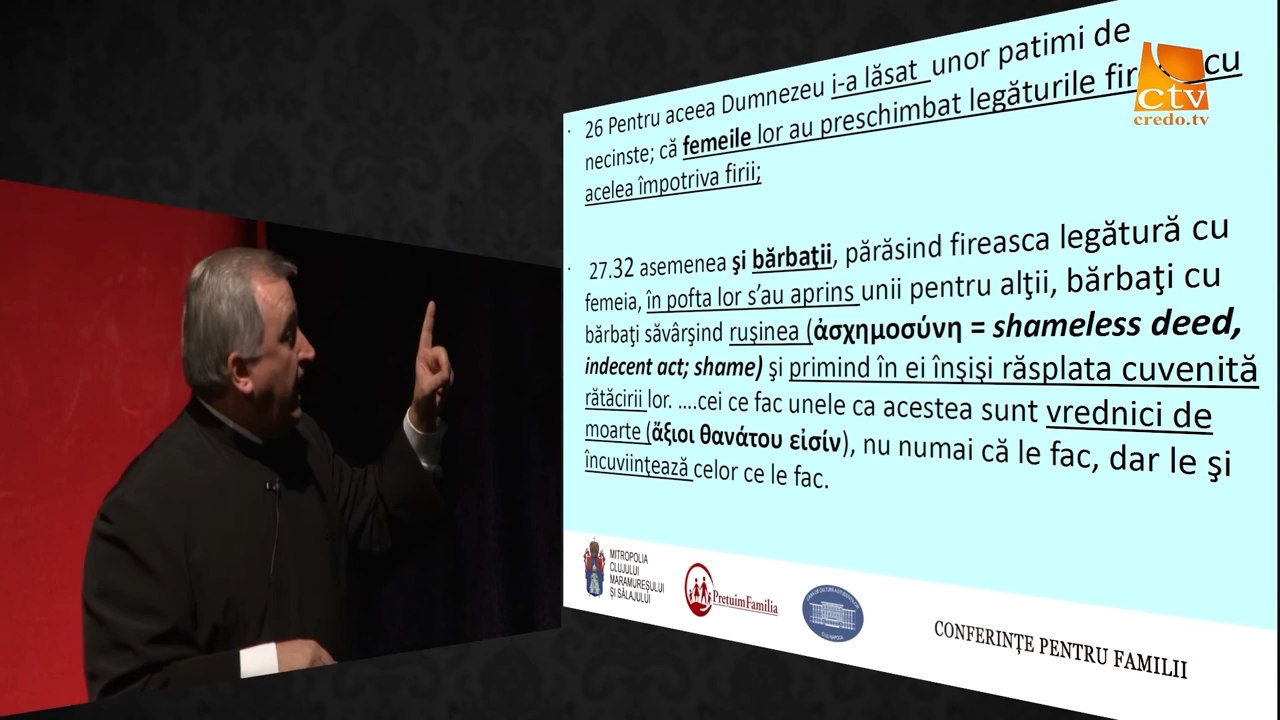 26 Pentru aceea Dumnezeu i-a lăsat unor patimi de
necinste; că femeile lor au preschimbat legăturile cu
acelea împotriva firii;
27.32 asemenea şi bărbaţii, părăsind fireasca legătură cu
femeia, în pofta lor s’au aprins unii pentru alţii, bărbaţi cu
bărbaţi săvârşind ruşinea (ἀσχημοσύνη = shameless deed,
indecent act; shame) şi primind în ei înşişi răsplata cuvenită
rătăcirii lor. ....cei ce fac unele ca acestea sunt vrednici de
moarte (ἄξιοι θανάτου εἰσίν), nu numai că le fac, dar le şi
încuviinţează celor ce le fac.
ctv
credo.tv
MITROPOLIA
CLUJULUI
MARAMUREȘULUI
ȘI SĂLAJULUI
PretuimFamilia
CONFERINȚE PENTRU FAMILII